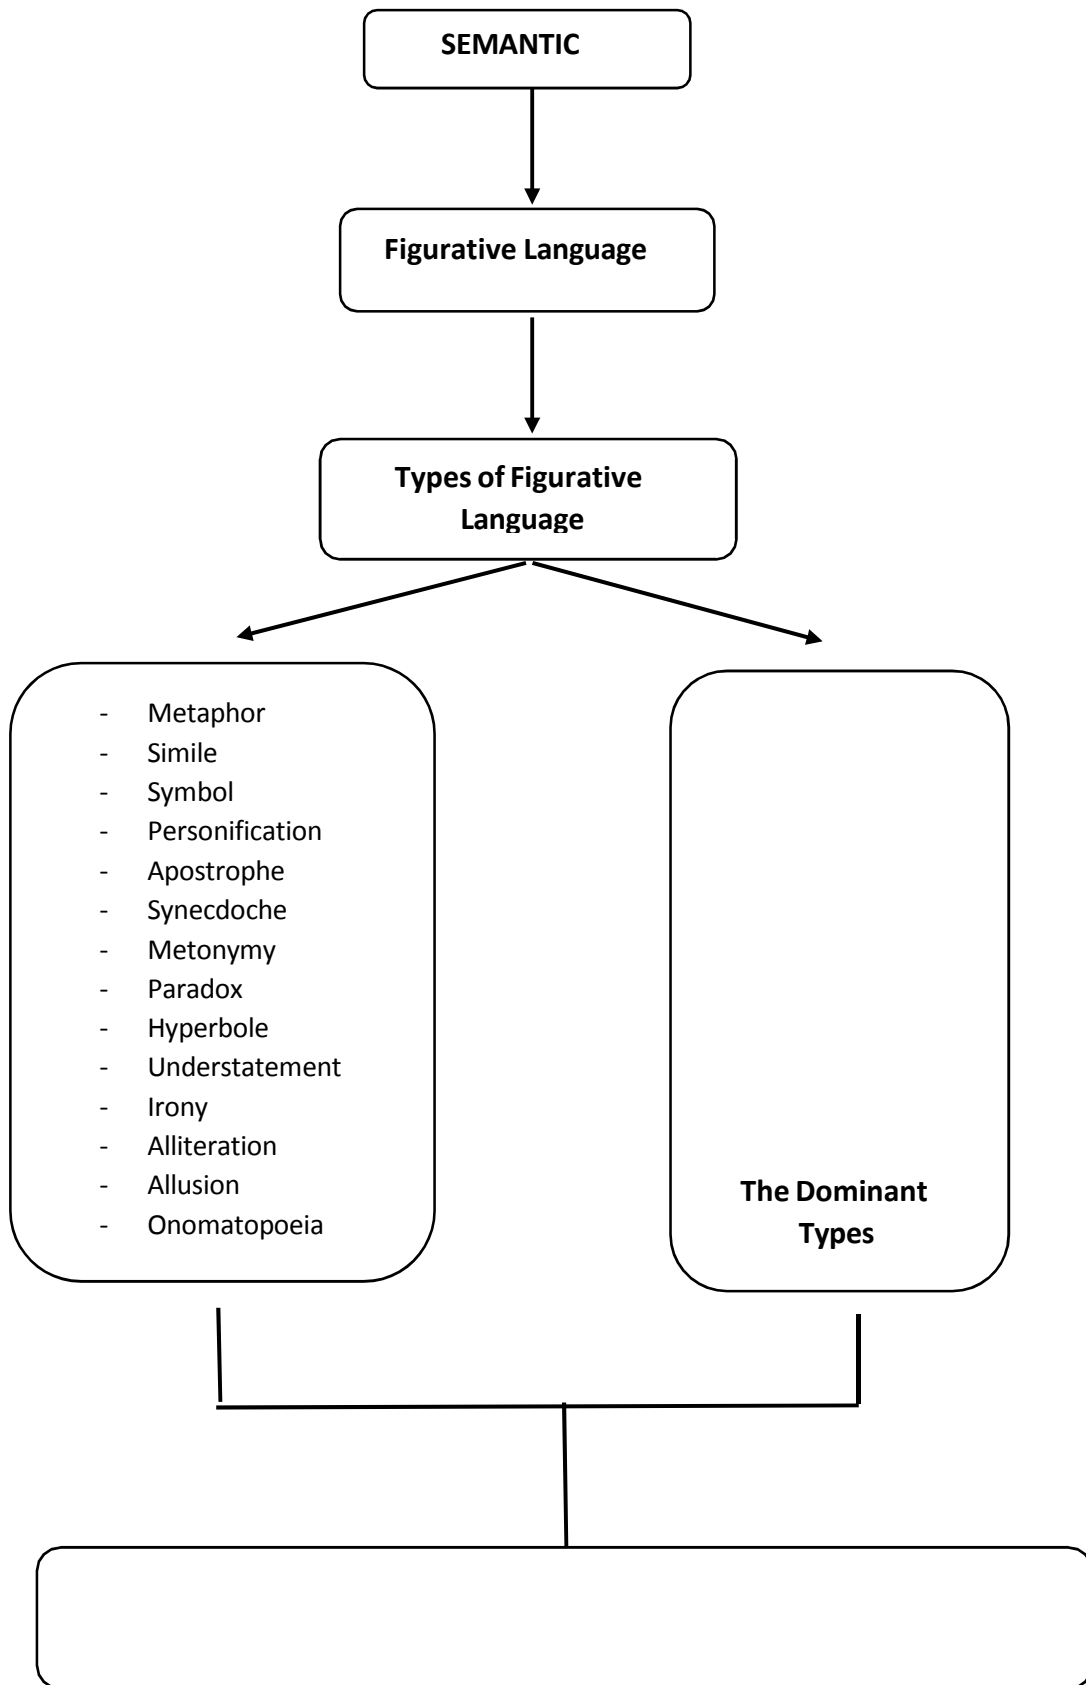 SEMANTIC
Figurative Language
Types of Figurative
Language
- Metaphor
- Simile
- Symbol
- Personification
- Apostrophe
- Synecdoche
- Metonymy
- Paradox
- Hyperbole
- Understatement
- Irony
- Alliteration
- Allusion
- Onomatopoeia
The Dominant
Types